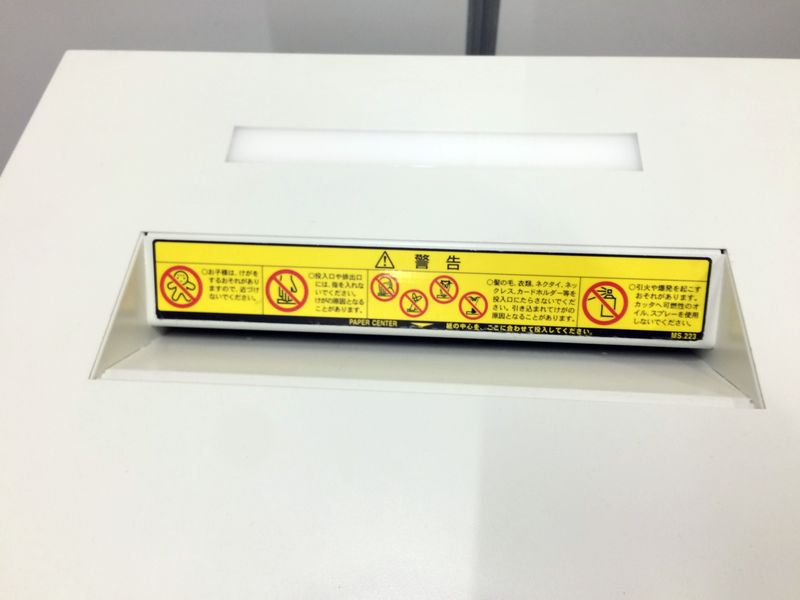 警告
○お子様は、けがを
するおそれがあり
ますので、近づけ
ないでください。
○投入口や排出口
には、指を入れな
いでください。
けがの原因となる
ことがあります。
○髪の毛、衣類、ネクタイ、ネッ
クレス、カードホルダー等を
投入口にたらさないでくだ
さい。引き込まれてけがの
原因となることがあります。
○引火や爆発を起こす
おそれがあります。
カッタへ可燃性のオ
イル、スプレーを使用
しないでください。
PAPER CENTER 紙の中心を、ここに合わせて投入してください。
MS.223